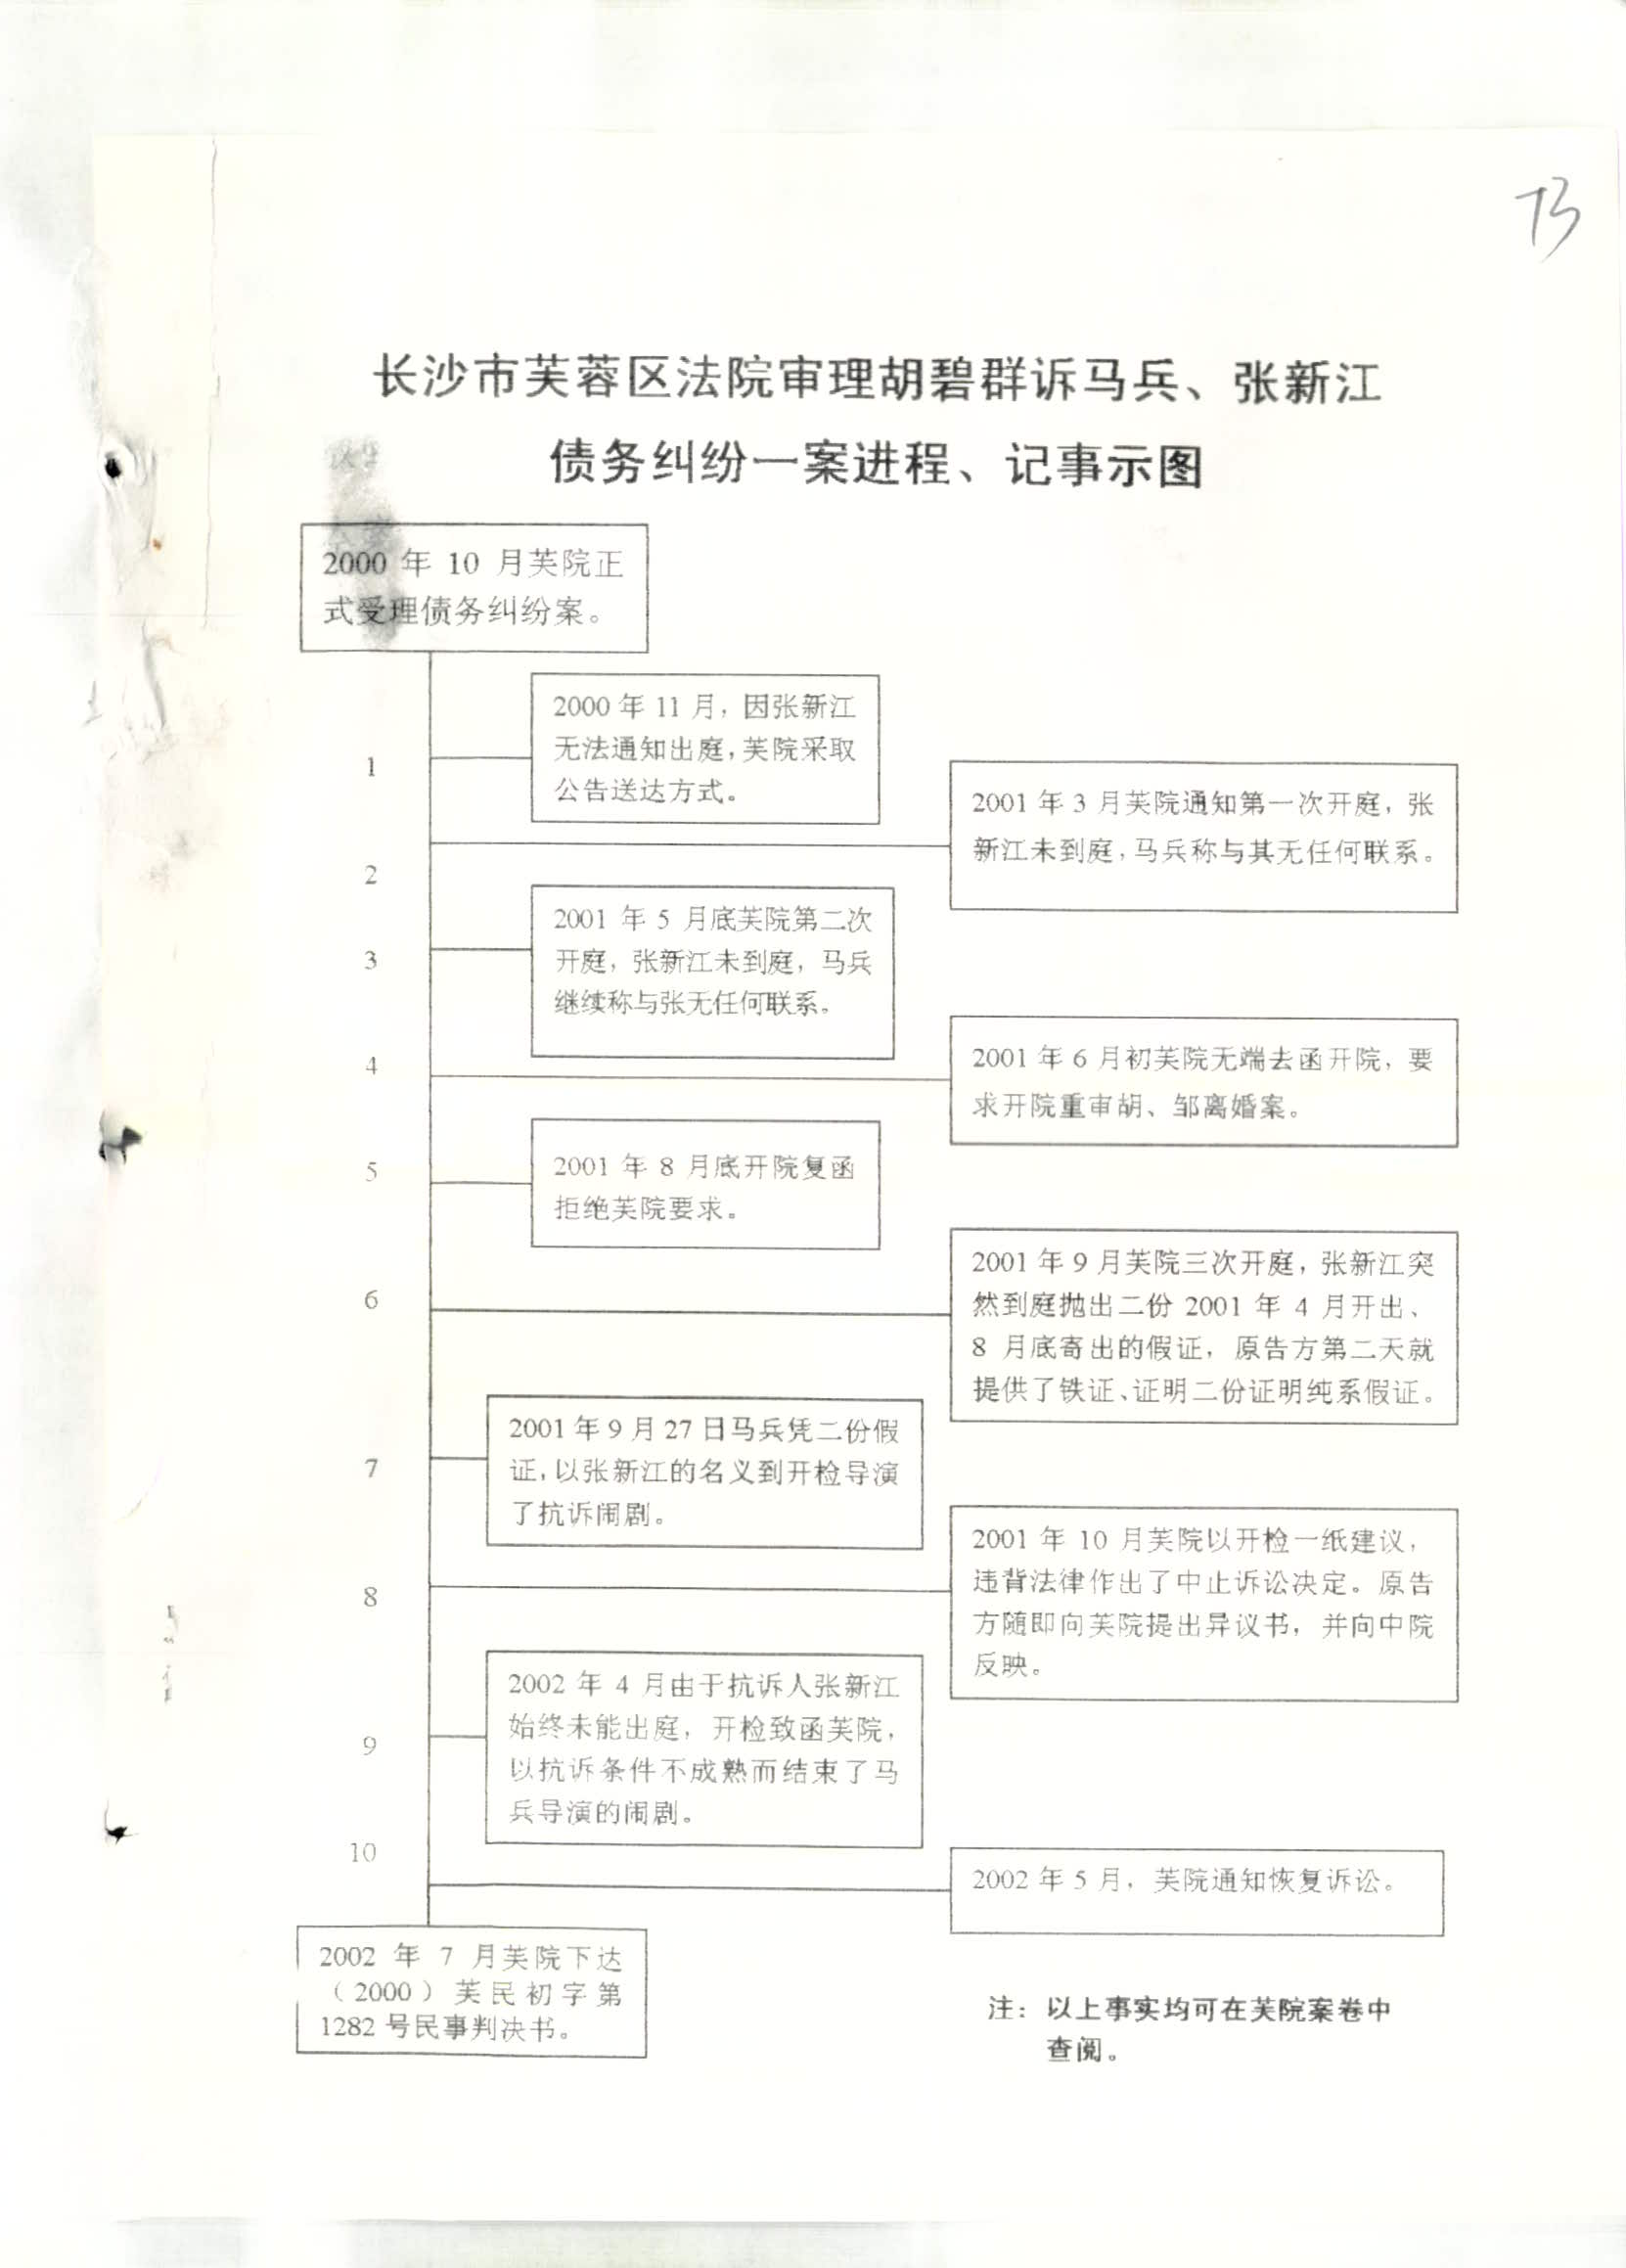 73
长沙市芙蓉区法院审理胡碧群诉马兵、张新江
债务纠纷一案进程、记事示图
2000 年 10 月芙院正
式受理债务纠纷案。
1
2000 年 11 月，因张新江
无法通知出庭，芙院采取
公告送达方式。
2
2001 年 3 月芙院通知第一次开庭，张
新江未到庭，马兵称与其无任何联系。
3
2001 年 5 月底芙院第二次
开庭，张新江未到庭，马兵
继续称与张无任何联系。
4
2001 年 6 月初芙院无端去函开院，要
求开院重审胡、邹离婚案。
5
2001 年 8 月底开院复函
拒绝芙院要求。
6
2001 年 9 月芙院三次开庭，张新江突
然到庭抛出二份 2001 年 4 月开出、
8 月底寄出的假证，原告方第二天就
提供了铁证、证明二份证明纯系假证。
7
2001 年 9 月 27 日马兵凭二份假
证，以张新江的名义到开检导演
了抗诉闹剧。
8
2001 年 10 月芙院以开检一纸建议，
违背法律作出了中止诉讼决定。原告
方随即向芙院提出异议书，并向中院
反映。
9
2002 年 4 月由于抗诉人张新江
始终未能出庭，开检致函芙院，
以抗诉条件不成熟而结束了马
兵导演的闹剧。
10
2002 年 5 月，芙院通知恢复诉讼。
2002 年 7 月芙院下达
（2000）芙民初字第
1282 号民事判决书。
注：以上事实均可在芙院案卷中
查阅。